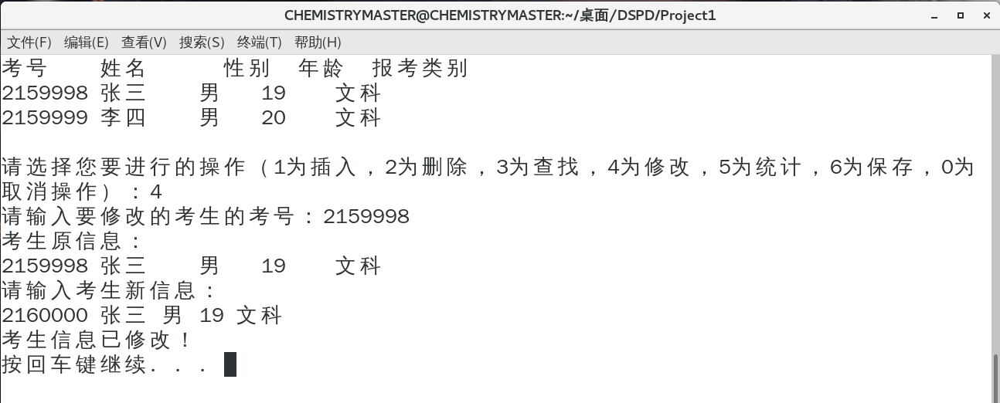 CHEMISTRYMASTER@CHEMISTRYMASTER:~/桌面/DSPD/Project1
文件(F) 编辑(E) 查看(V) 搜索(S) 终端(T) 帮助(H)
考号 姓名 性别 年龄 报考类别
2159998 张三 男 19 文科
2159999 李四 男 20 文科
请选择您要进行的操作（1为插入，2为删除，3为查找，4为修改，5为统计，6为保存，0为
取消操作）：4
请输入要修改的考生的考号：2159998
考生原信息：
2159998 张三 男 19 文科
请输入考生新信息：
2160000 张三 男 19 文科
考生信息已修改！
按回车键继续. . .